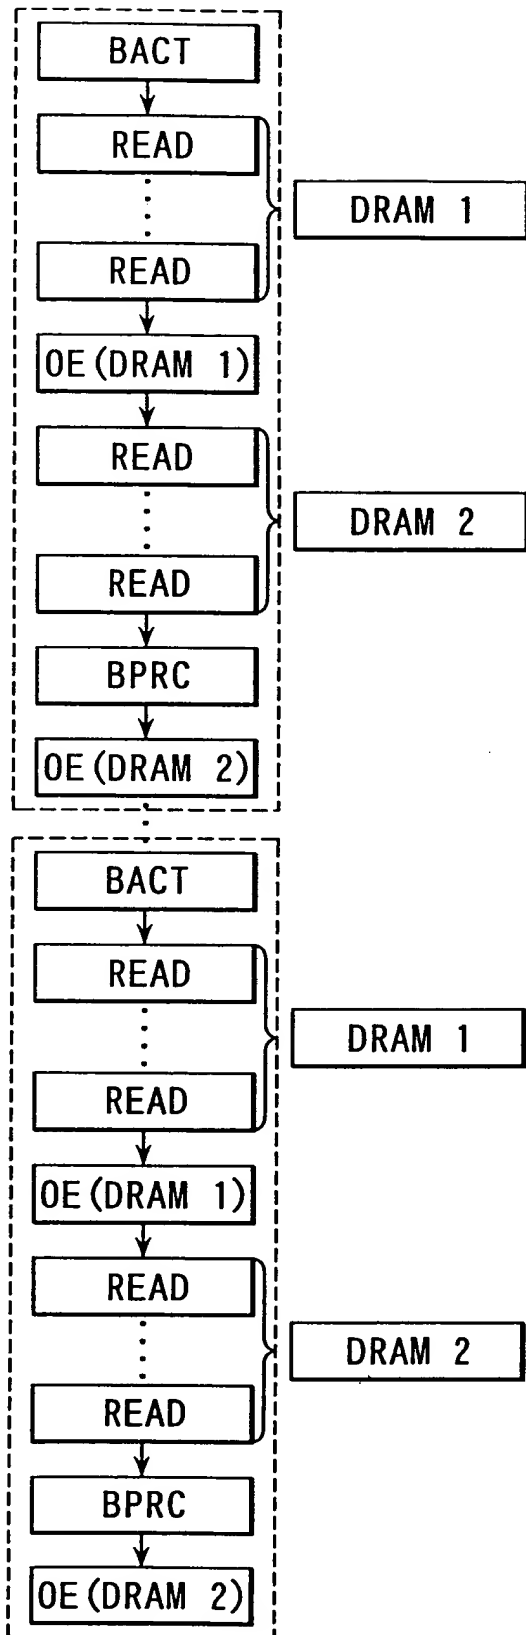 BACT
READ
DRAM 1
READ
OE(DRAM 1)
READ
DRAM 2
READ
BPRC
OE(DRAM 2)
BACT
READ
DRAM 1
READ
OE(DRAM 1)
READ
DRAM 2
READ
BPRC
OE(DRAM 2)